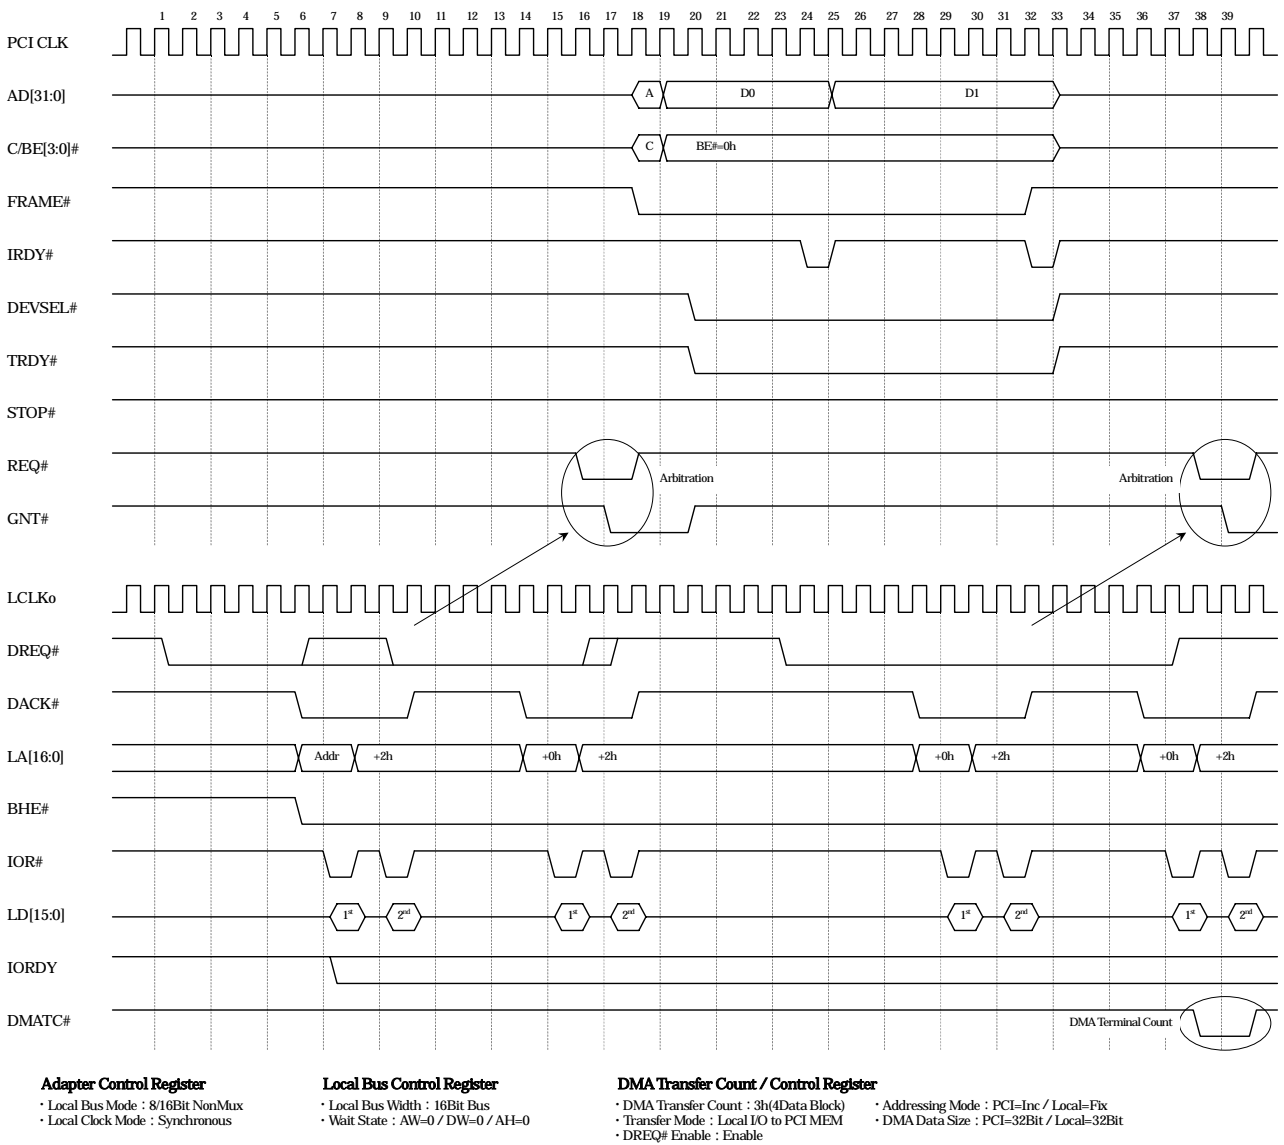 1 2 3 4 5 6 7 8 9 10 11 12 13 14 15 16 17 18 19 20 21 22 23 24 25 26 27 28 29 30 31 32 33 34 35 36 37 38 39
PCI CLK
AD[31:0] A D0 D1
C/BE[3:0]# C BE#=0h
FRAME#
IRDY#
DEVSEL#
TRDY#
STOP#
REQ# Arbitration Arbitration
GNT#
LCLKo
DREQ#
DACK#
LA[16:0] Addr +2h +0h +2h +0h +2h +0h +2h
BHE#
IOR#
LD[15:0] 1st 2nd 1st 2nd 1st 2nd 1st 2nd
IORDY
DMATC# DMA Terminal Count
Adapter Control Register
・Local Bus Mode : 8/16Bit NonMux
・Local Clock Mode : Synchronous
Local Bus Control Register
・Local Bus Width : 16Bit Bus
・Wait State : AW=0 / DW=0 / AH=0
DMA Transfer Count / Control Register
・DMA Transfer Count : 3h(4Data Block)
・Transfer Mode : Local I/O to PCI MEM
・DREQ# Enable : Enable
・Addressing Mode : PCI=Inc / Local=Fix
・DMA Data Size : PCI=32Bit / Local=32Bit